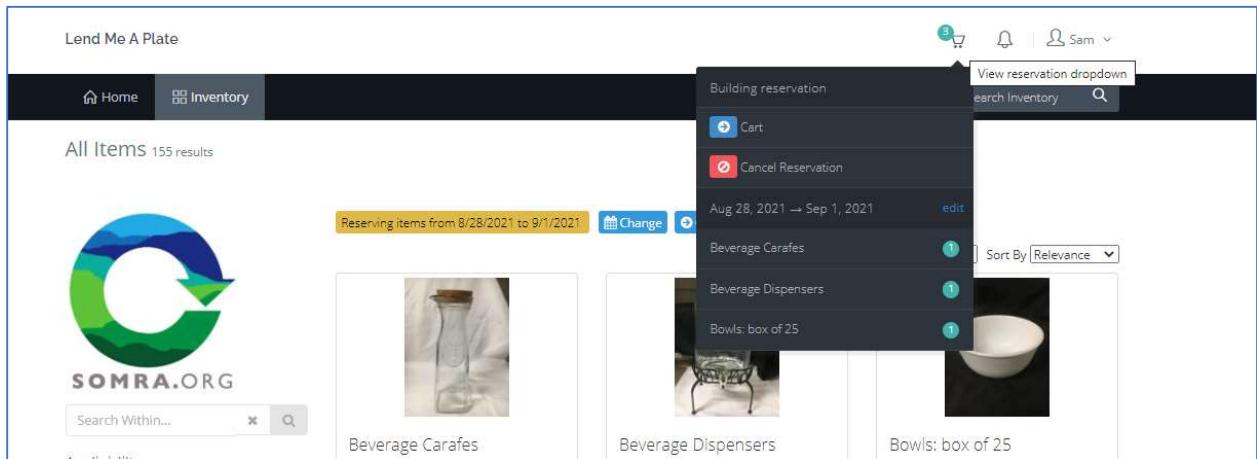 Lend Me A Plate
3
Sam
View reservation dropdown
Home
Inventory
Building reservation
earch Inventory
Cart
All Items 155 results
Cancel Reservation
Aug 28, 2021 → Sep 1, 2021 edit
Reserving items from 8/28/2021 to 9/1/2021
Change
Beverage Carafes 1
Sort By Relevance
Beverage Dispensers 1
Bowls: box of 25 1
SOMRA.ORG
Search Within...
Beverage Carafes
Beverage Dispensers
Bowls: box of 25